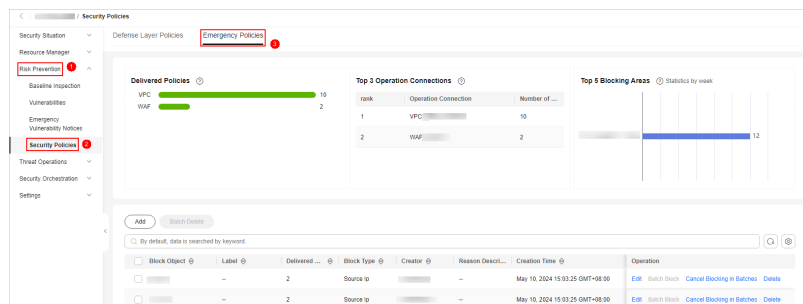 / Security Policies
Security Situation
Resource Manager
Risk Prevention 1
Baseline Inspection
Vulnerabilities
Emergency
Vulnerability Notices
Security Policies 2
Threat Operations
Security Orchestration
Settings
Defense Layer Policies Emergency Policies 3
Delivered Policies
VPC 10
WAF 2
Top 3 Operation Connections
rank Operation Connection Number of ...
1 VPC 10
2 WAF 2
Top 5 Blocking Areas Statistics by week
12
Add Batch Delete
By default, data is searched by keyword.
Block Object Label Delivered ... Block Type Creator Reason Descri... Creation Time Operation
-- 2 Source Ip -- May 10, 2024 15:03:25 GMT+08:00 Edit Batch Block Cancel Blocking in Batches Delete
-- 2 Source Ip -- May 10, 2024 15:03:25 GMT+08:00 Edit Batch Block Cancel Blocking in Batches Delete